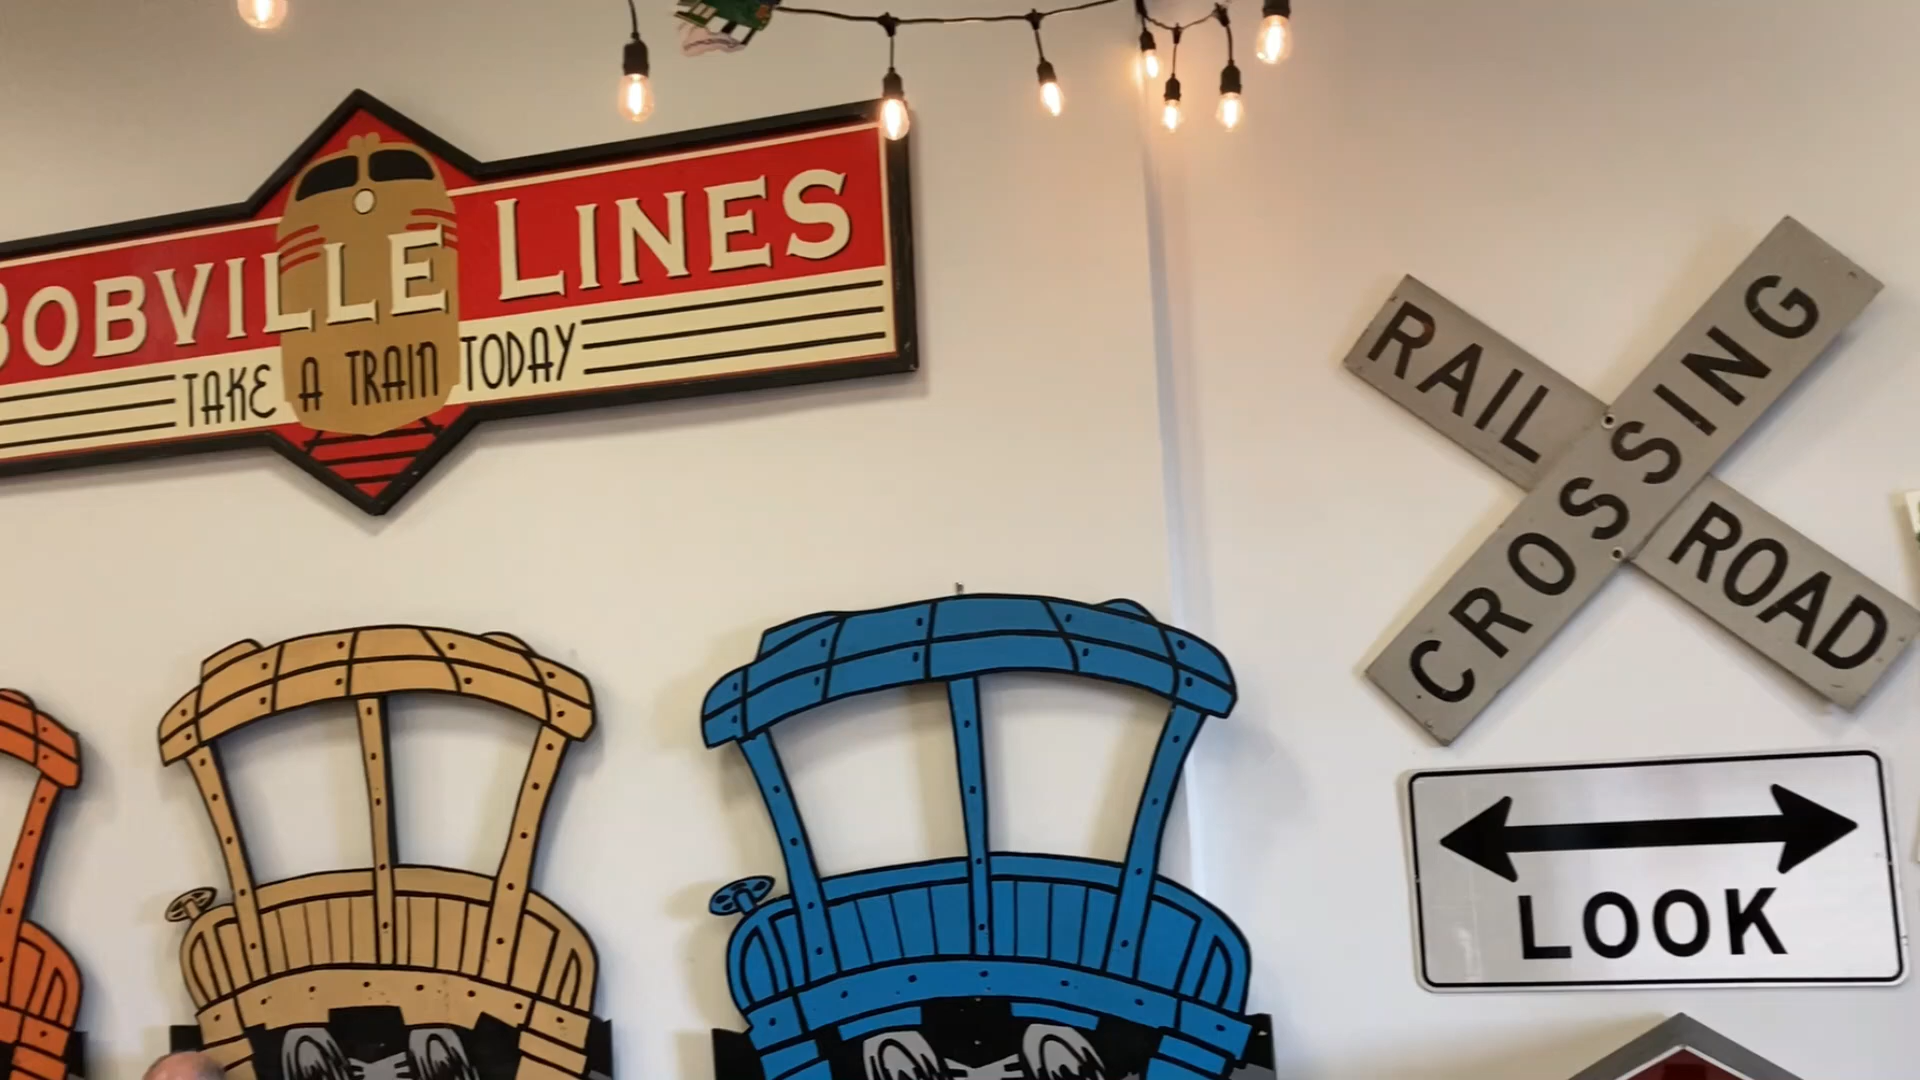 BOBVILLE LINES
TAKE A TRAIN TODAY
RAIL ROAD
CROSSING
LOOK